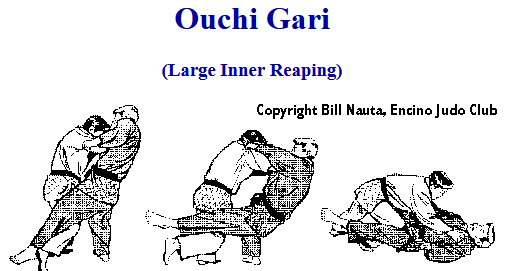 Ouchi Gari
(Large Inner Reaping)
Copyright Bill Nauta, Encino Judo Club